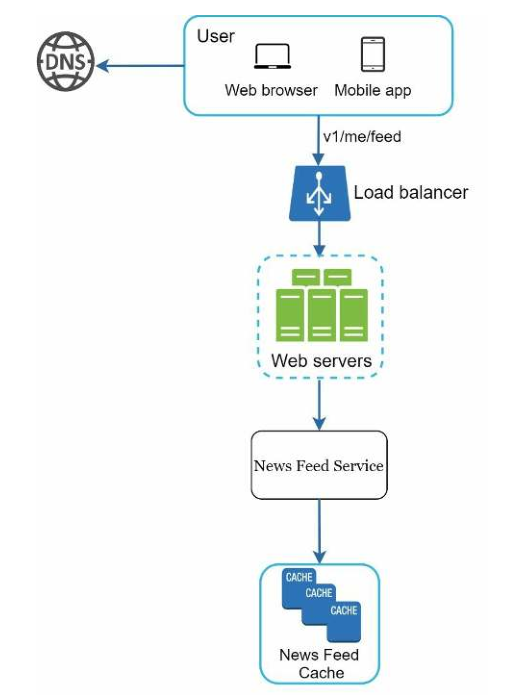 User
DNS
Web browser
Mobile app
v1/me/feed
Load balancer
Web servers
News Feed Service
CACHE
CACHE
CACHE
News Feed
Cache